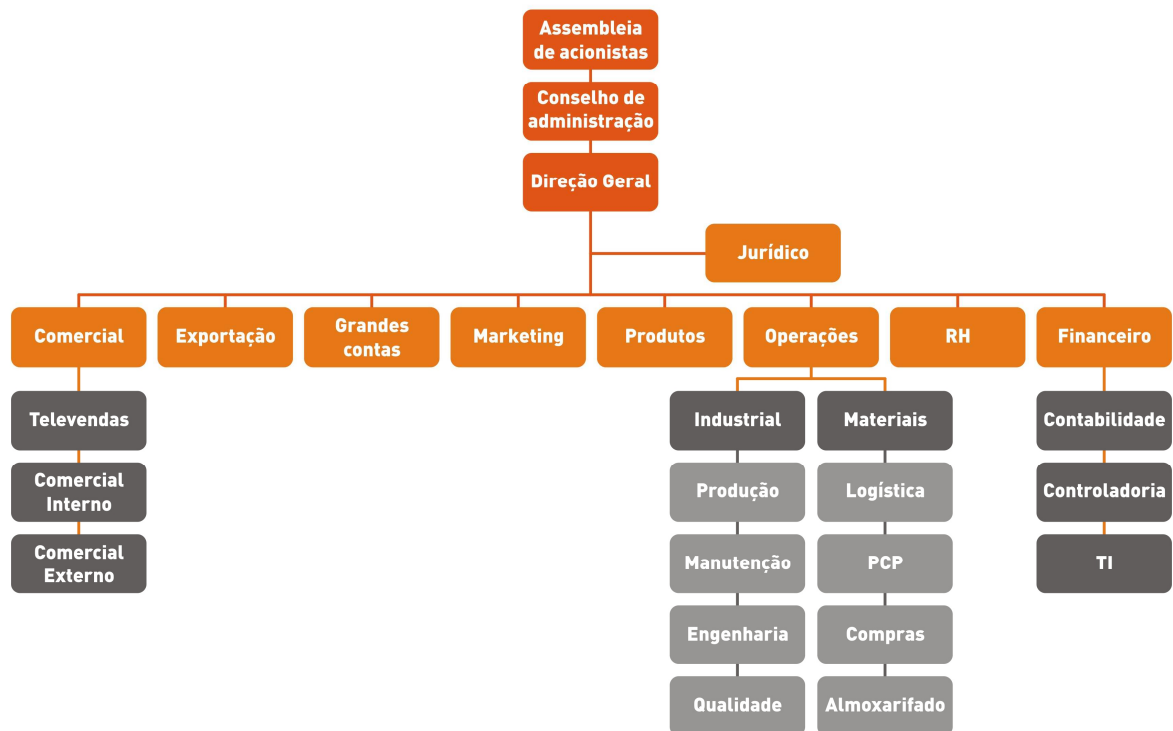 Assembleia
de acionistas
Conselho de
administração
Direção Geral
Jurídico
Comercial
Exportação
Grandes
contas
Marketing
Produtos
Operações
RH
Financeiro
Televendas
Comercial
Interno
Comercial
Externo
Industrial
Produção
Manutenção
Engenharia
Qualidade
Materiais
Logística
PCP
Compras
Almoxarifado
Contabilidade
Controladoria
TI